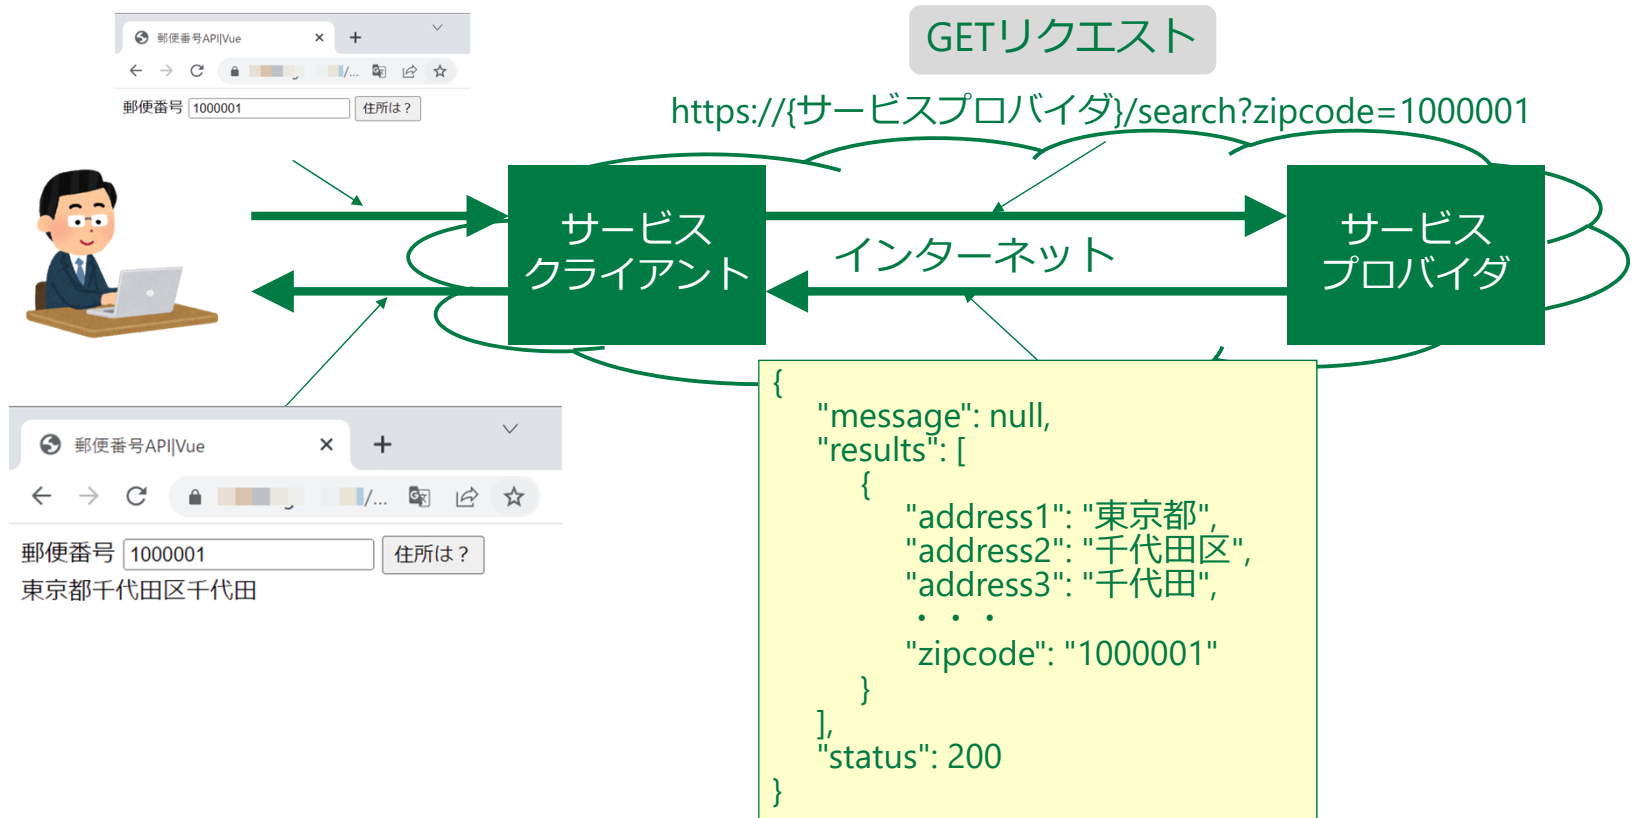 郵便番号API|Vue
郵便番号 1000001 住所は？
GETリクエスト
https://{サービスプロバイダ}/search?zipcode=1000001
サービス
クライアント
インターネット
サービス
プロバイダ
郵便番号API|Vue
/...
郵便番号 1000001 住所は？
東京都千代田区千代田
{
"message": null,
"results": [
{
"address1": "東京都",
"address2": "千代田区",
"address3": "千代田",
・・・
"zipcode": "1000001"
}
],
"status": 200
}